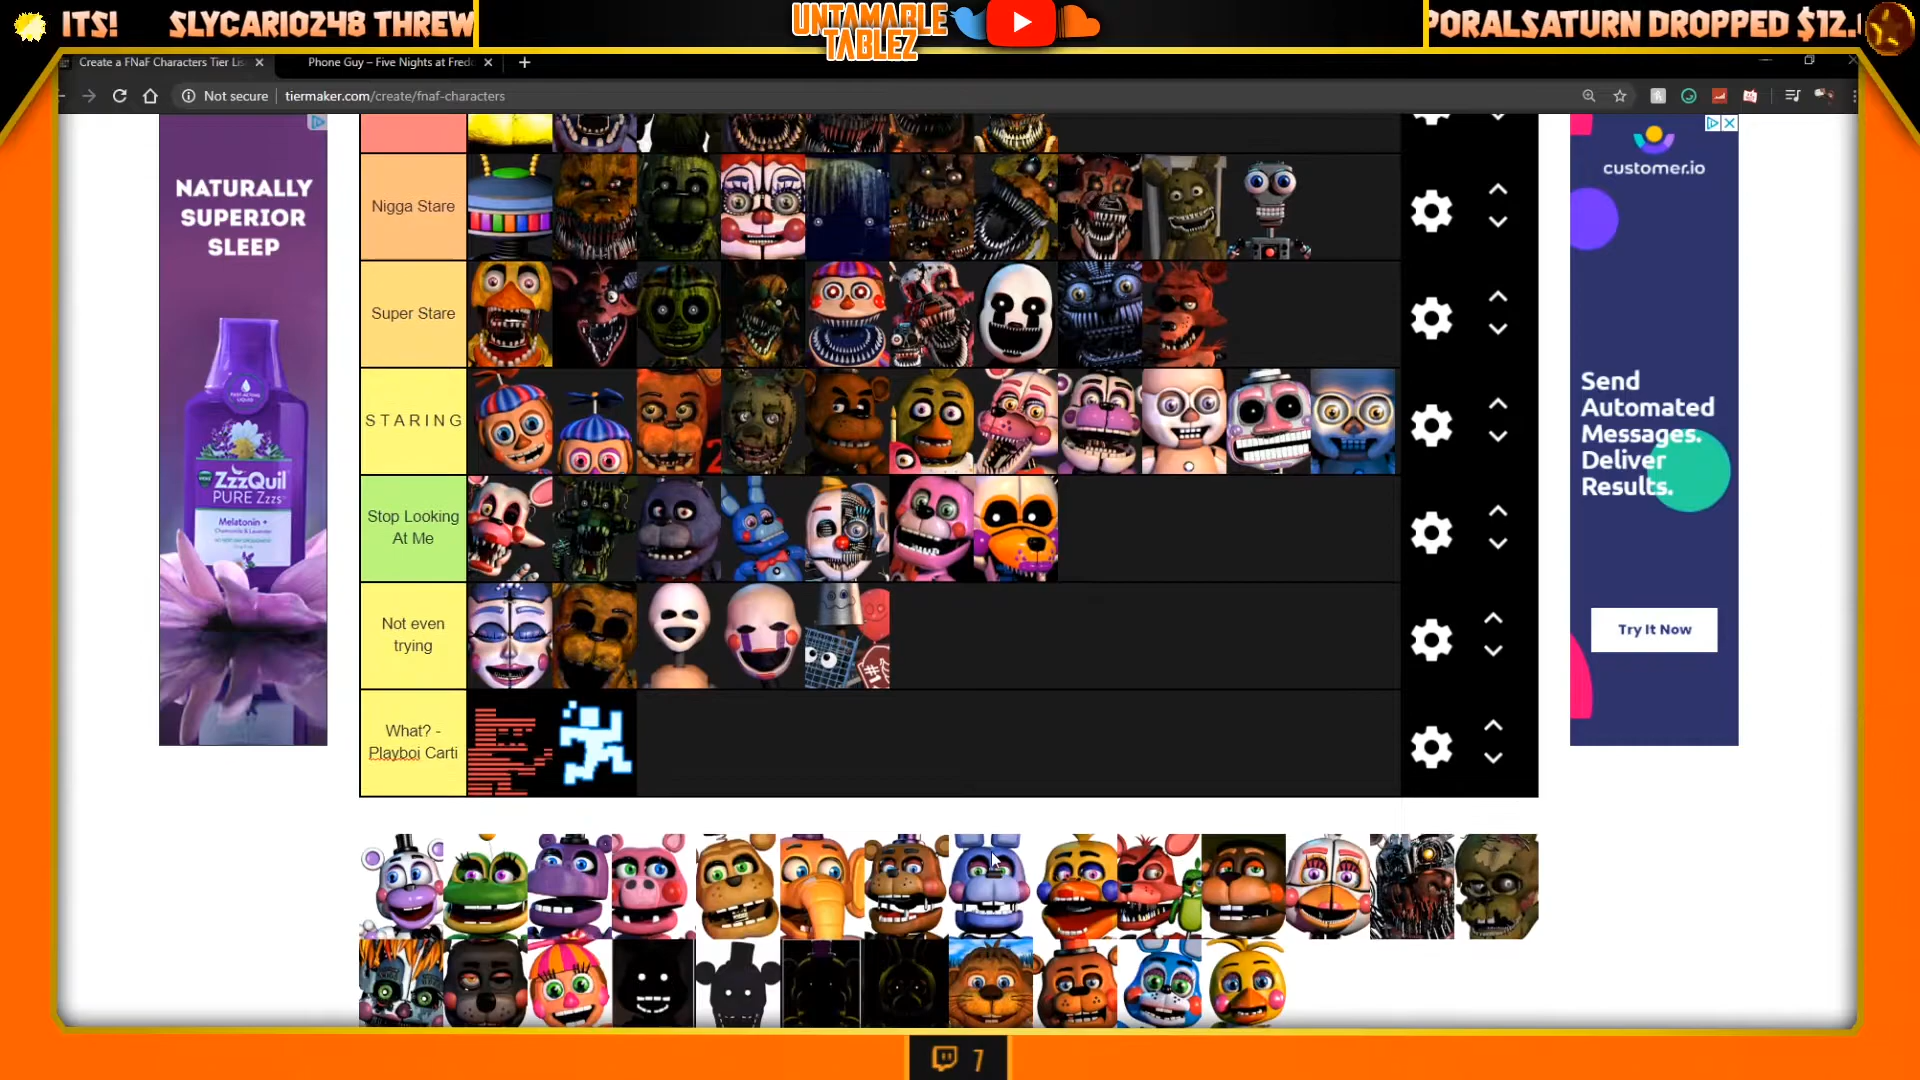 ITS! SLYCARIO248 THREW
UNTAMABLE
TABLEZ
PORALSATURN DROPPED $12.
Create a FNaF Characters Tier Lis
Phone Guy – Five Nights at Fredd
Not secure
tiermaker.com/create/fnaf-characters
NATURALLY
SUPERIOR
SLEEP
ZzzQuil
PURE Zzzs
Melatonin +
customer.io
Send
Automated
Messages.
Deliver
Results.
Try It Now
Nigga Stare
Super Stare
STARING
Stop Looking
At Me
Not even
trying
What? -
Playboi Carti
#1
7